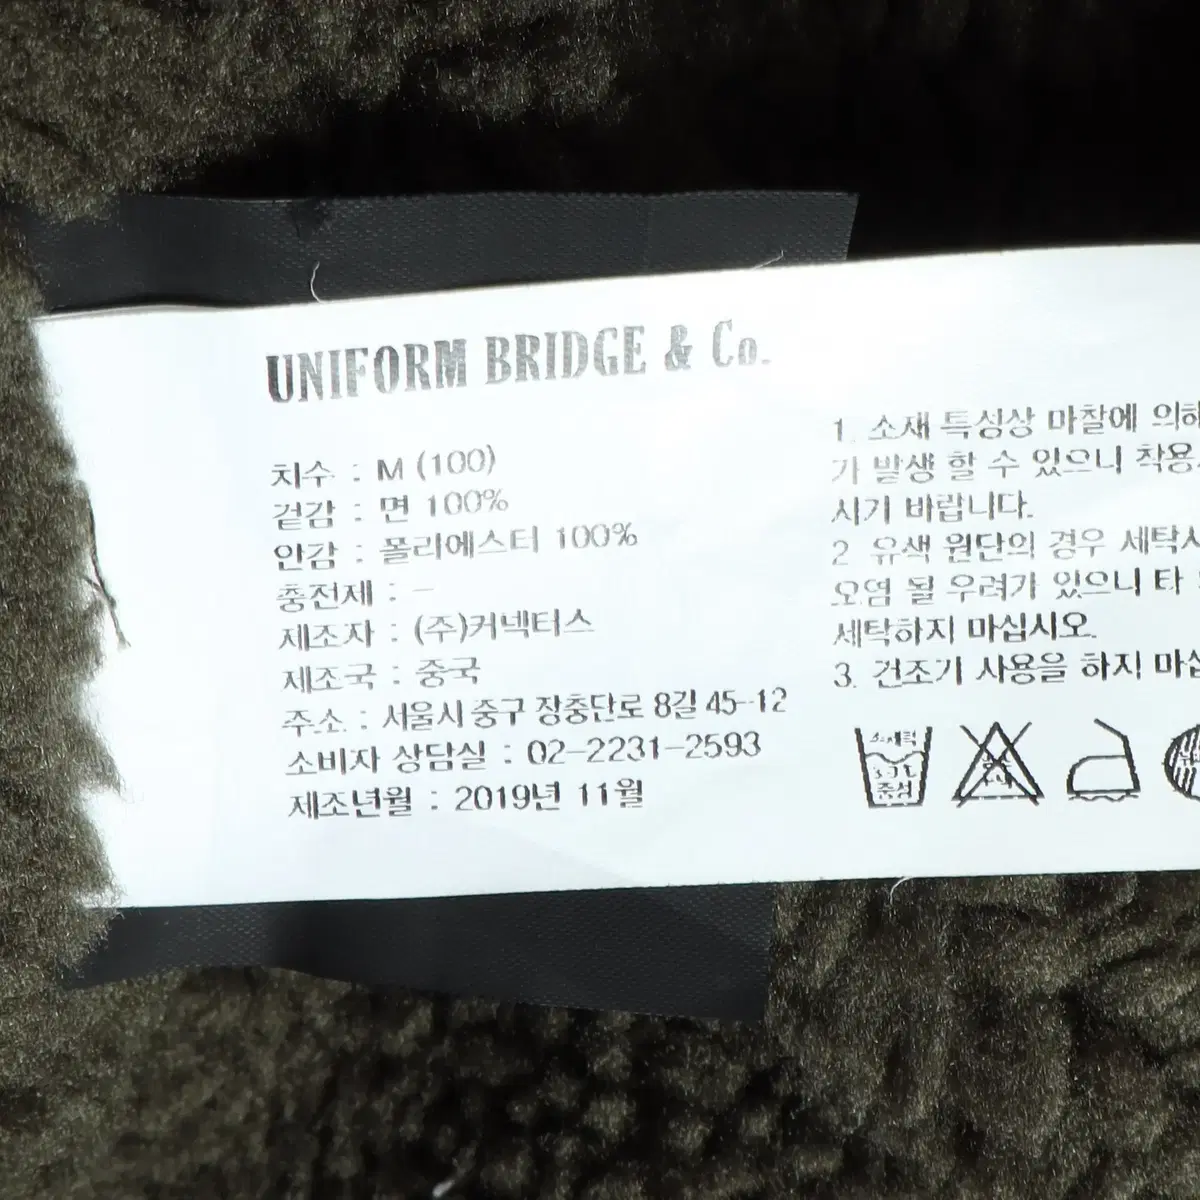 UNIFORM BRIDGE & Co.
치수 : M (100)
겉감 : 면 100%
안감 : 폴리에스터 100%
충전제 : -
제조자 : (주)커넥터스
제조국 : 중국
주소 : 서울시 중구 장충단로 8길 45-12
소비자 상담실 : 02-2231-2593
제조년월 : 2019년 11월
1. 소재 특성상 마찰에 의해
가 발생 할 수 있으니 착용
시기 바랍니다.
2 유색 원단의 경우 세탁시
오염 될 우려가 있으니 타
세탁하지 마십시오.
3. 건조기 사용을 하지 마십
중성